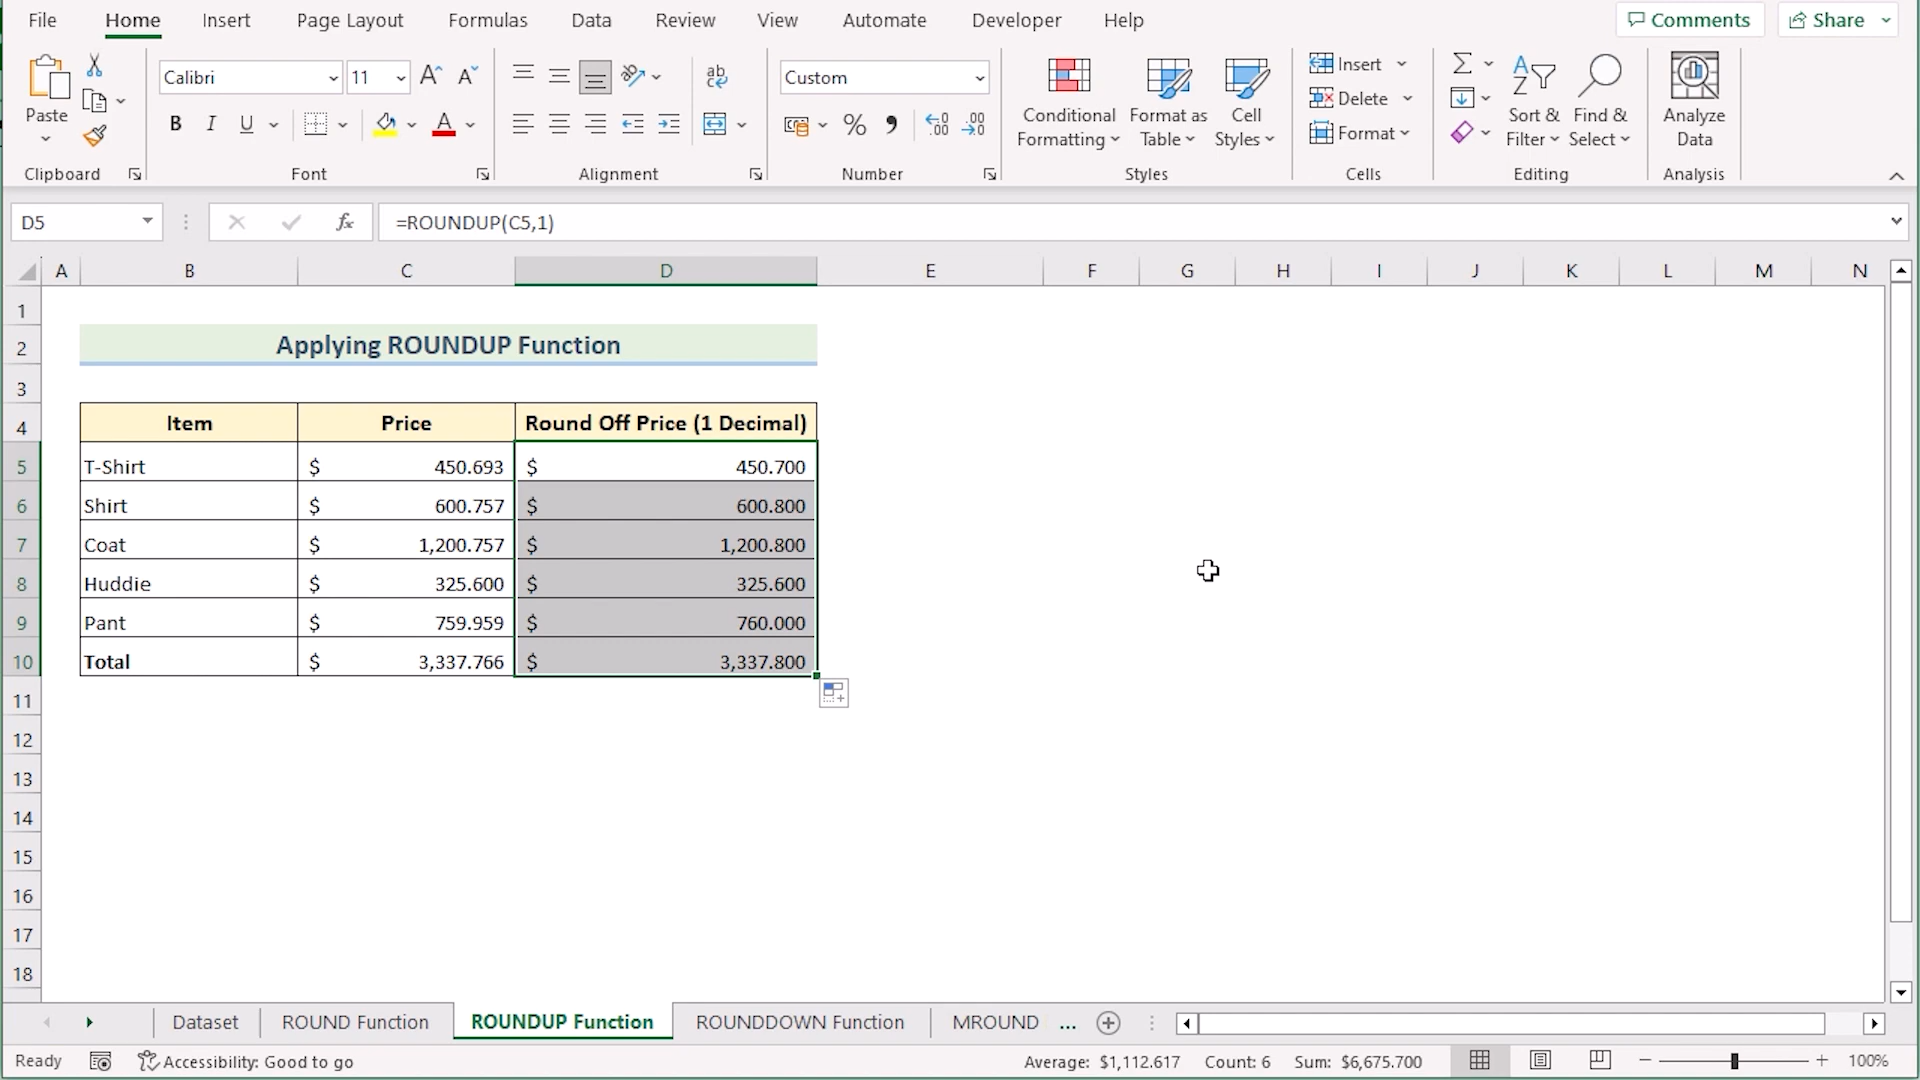 File Home Insert Page Layout Formulas Data Review View Automate Developer Help Comments Share
Paste
Calibri 11
B I U A
ab
Custom
% 9
Conditional Formatting
Format as Table
Cell Styles
Insert
Delete
Format
Sort & Filter
Find & Select
Analyze Data
Clipboard Font Alignment Number Styles Cells Editing Analysis
D5 fx =ROUNDUP(C5,1)
A B C D E F G H I J K L M N
1
2 Applying ROUNDUP Function
3
4 Item Price Round Off Price (1 Decimal)
5 T-Shirt $ 450.693 $ 450.700
6 Shirt $ 600.757 $ 600.800
7 Coat $ 1,200.757 $ 1,200.800
8 Huddie $ 325.600 $ 325.600
9 Pant $ 759.959 $ 760.000
10 Total $ 3,337.766 $ 3,337.800
11
12
13
14
15
16
17
18
Dataset ROUND Function ROUNDUP Function ROUNDDOWN Function MROUND ...
Ready Accessibility: Good to go Average: $1,112.617 Count: 6 Sum: $6,675.700 100%